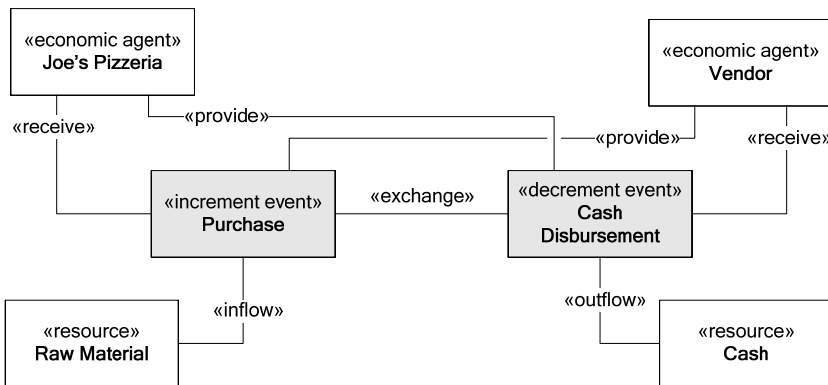 «economic agent»
Joe's Pizzeria
«economic agent»
Vendor
«receive»
«provide»
«provide»
«receive»
«increment event»
Purchase
«exchange»
«decrement event»
Cash
Disbursement
«inflow»
«outflow»
«resource»
Raw Material
«resource»
Cash